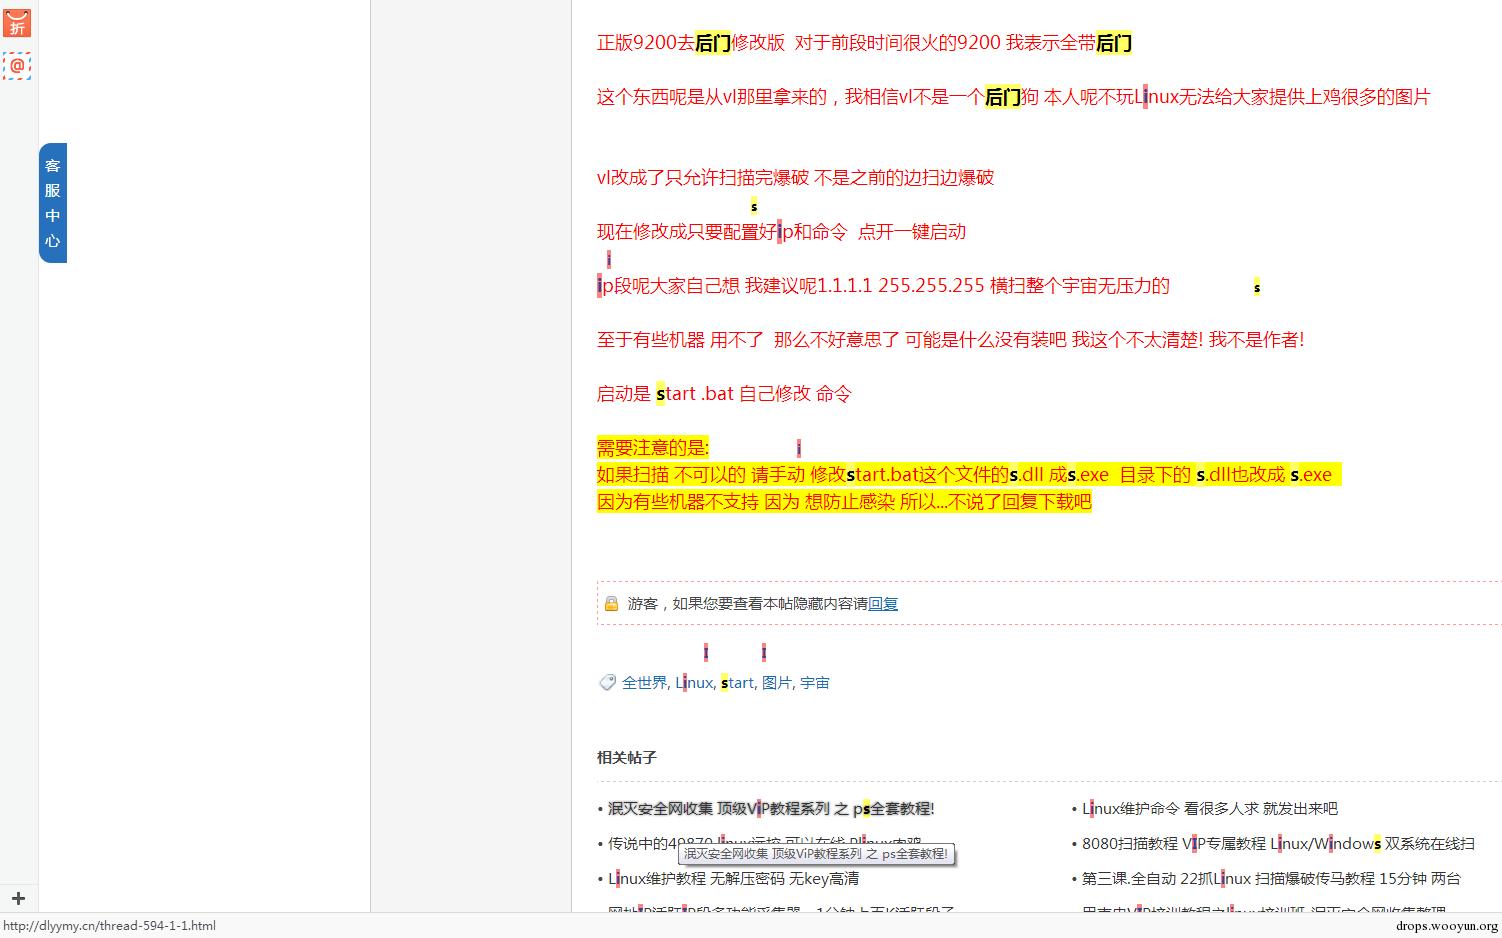 折
@
客服中心
正版9200去后门修改版 对于前段时间很火的9200 我表示全带后门
这个东西呢是从vl那里拿来的，我相信vl不是一个后门狗 本人呢不玩Linux无法给大家提供上鸡很多的图片
vl改成了只允许扫描完爆破 不是之前的边扫边爆破
s
现在修改成只要配置好ip和命令 点开一键启动
i
ip段呢大家自己想 我建议呢1.1.1.1 255.255.255 横扫整个宇宙无压力的
s
至于有些机器 用不了 那么不好意思了 可能是什么没有装吧 我这个不太清楚! 我不是作者!
启动是 start .bat 自己修改 命令
需要注意的是:
i
如果扫描 不可以的 请手动 修改start.bat这个文件的s.dll 成s.exe 目录下的 s.dll也改成 s.exe
因为有些机器不支持 因为 想防止感染 所以...不说了回复下载吧
游客，如果您要查看本帖隐藏内容请回复
I I
全世界, Linux, start, 图片, 宇宙
相关帖子
• 泯灭安全网收集 顶级ViP教程系列 之 ps全套教程!
• Linux维护命令 看很多人求 就发出来吧
• 传说中的49870 linux远控 可以在线
• 8080扫描教程 VIP专属教程 Linux/Windows 双系统在线扫
泯灭安全网收集 顶级ViP教程系列 之 ps全套教程!
• Linux维护教程 无解压密码 无key高清
• 第三课.全自动 22抓Linux 扫描爆破传马教程 15分钟 两台
http://dlyymy.cn/thread-594-1-1.html
drops.wooyun.org